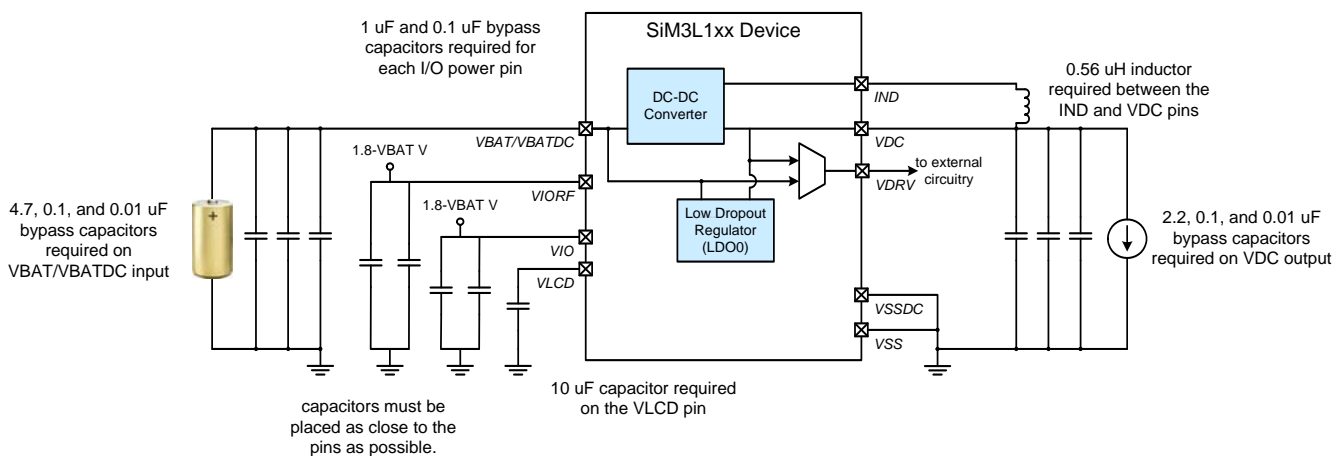 1 uF and 0.1 uF bypass
capacitors required for
each I/O power pin
SiM3L1xx Device
DC-DC
Converter
IND
0.56 uH inductor
required between the
IND and VDC pins
VBAT/VBATDC
VDC
1.8-VBAT V
to external
circuitry
VDRV
VIORF
4.7, 0.1, and 0.01 uF
bypass capacitors
required on
VBAT/VBATDC input
+
1.8-VBAT V
Low Dropout
Regulator
(LDO0)
2.2, 0.1, and 0.01 uF
bypass capacitors
required on VDC output
VIO
VLCD
VSSDC
VSS
10 uF capacitor required
on the VLCD pin
capacitors must be
placed as close to the
pins as possible.